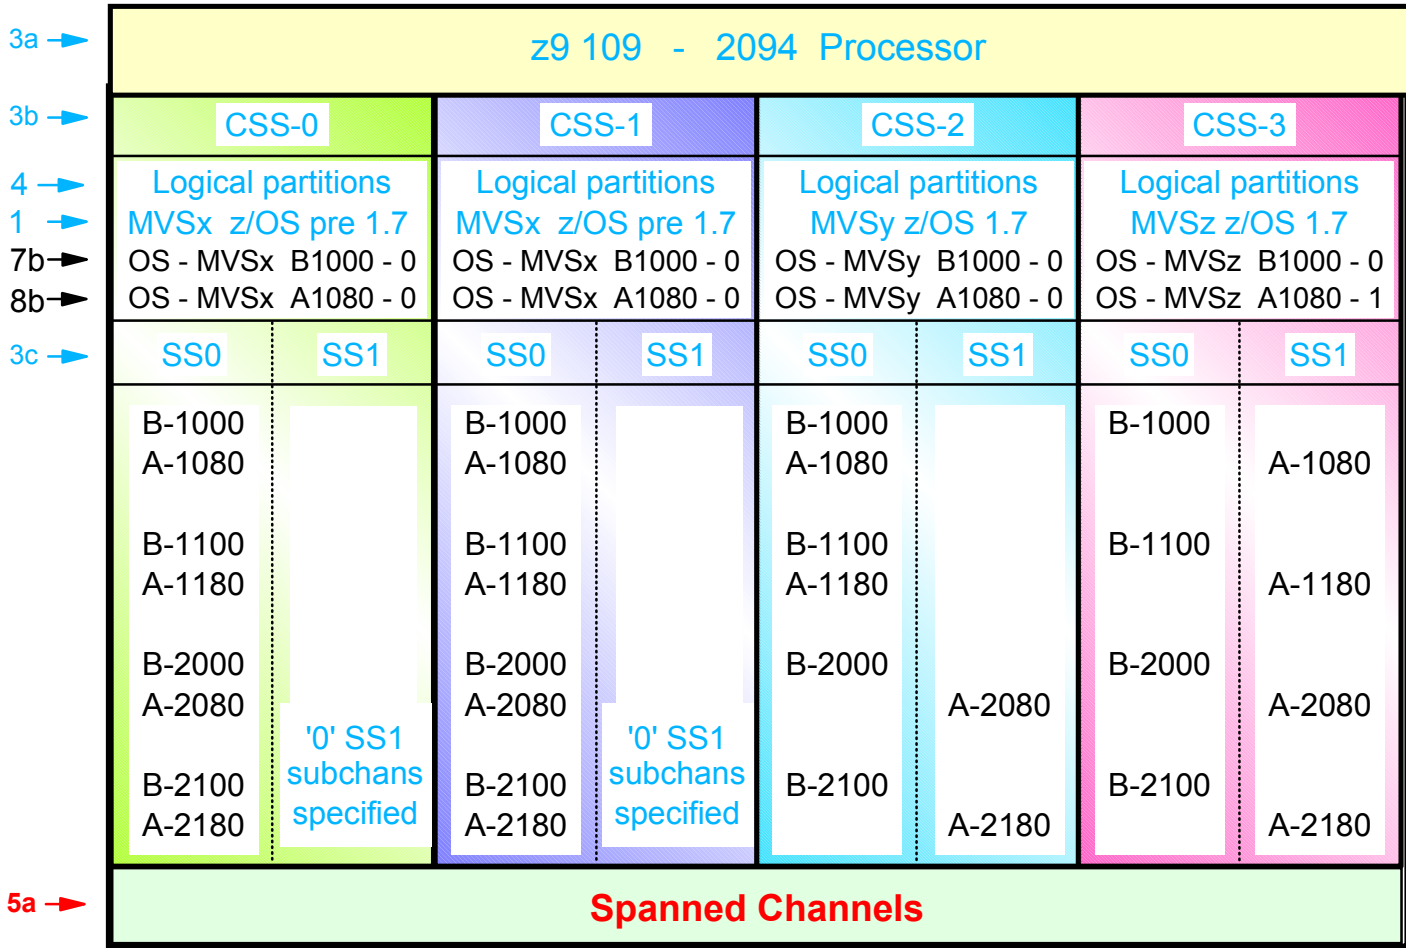 3a
z9 109 - 2094 Processor
3b
CSS-0 CSS-1 CSS-2 CSS-3
4
Logical partitions Logical partitions Logical partitions Logical partitions
1
MVSx z/OS pre 1.7 MVSx z/OS pre 1.7 MVSy z/OS 1.7 MVSz z/OS 1.7
7b
OS - MVSx B1000 - 0 OS - MVSx B1000 - 0 OS - MVSy B1000 - 0 OS - MVSz B1000 - 0
8b
OS - MVSx A1080 - 0 OS - MVSx A1080 - 0 OS - MVSy A1080 - 0 OS - MVSz A1080 - 1
3c
SS0 SS1 SS0 SS1 SS0 SS1 SS0 SS1
B-1000 B-1000 B-1000 B-1000
A-1080 A-1080 A-1080 A-1080
B-1100 B-1100 B-1100 B-1100
A-1180 A-1180 A-1180 A-1180
B-2000 B-2000 B-2000 B-2000
A-2080 A-2080 A-2080 A-2080
'0' SS1 '0' SS1
subchans subchans
B-2100 B-2100 B-2100 B-2100
specified specified
A-2180 A-2180 A-2180 A-2180
5a
Spanned Channels